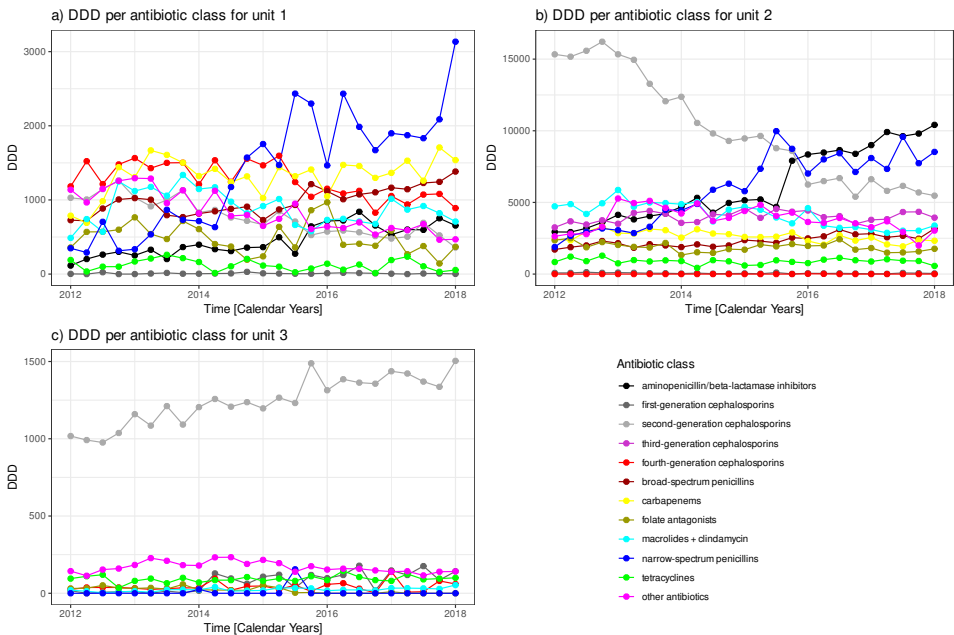 a) DDD per antibiotic class for unit 1
3000
2000
1000
0
DDD
2012
2014
2016
2018
Time [Calendar Years]
b) DDD per antibiotic class for unit 2
15000
10000
5000
0
DDD
2012
2014
2016
2018
Time [Calendar Years]
c) DDD per antibiotic class for unit 3
1500
1000
500
0
DDD
2012
2014
2016
2018
Time [Calendar Years]
Antibiotic class
aminopenicillin/beta-lactamase inhibitors
first-generation cephalosporins
second-generation cephalosporins
third-generation cephalosporins
fourth-generation cephalosporins
broad-spectrum penicillins
carbapenems
folate antagonists
macrolides + clindamycin
narrow-spectrum penicillins
tetracyclines
other antibiotics